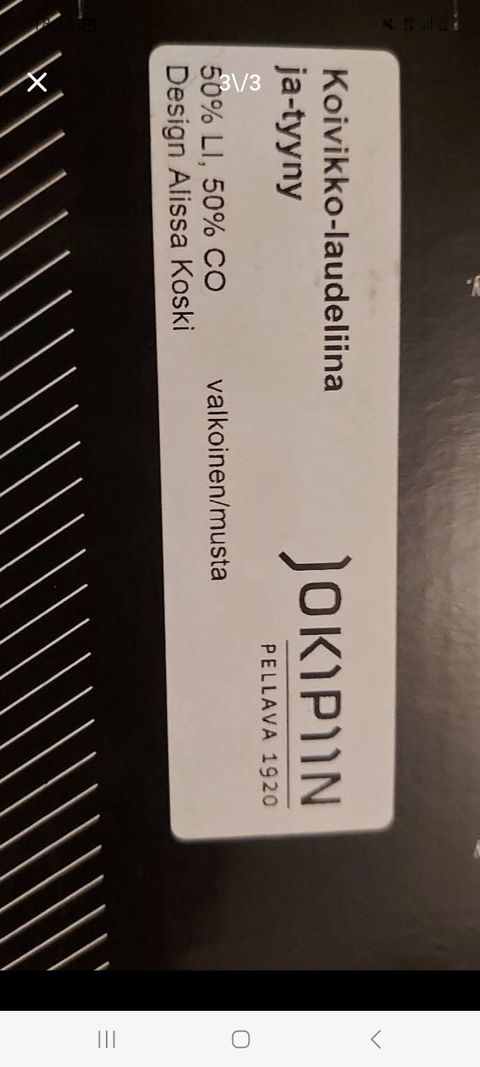 3\/3
Koivikko-laudeliina
ja-tyyny
50% LI, 50% CO
valkoinen/musta
Design Alissa Koski
JOKIPIIN
PELLAVA 1920